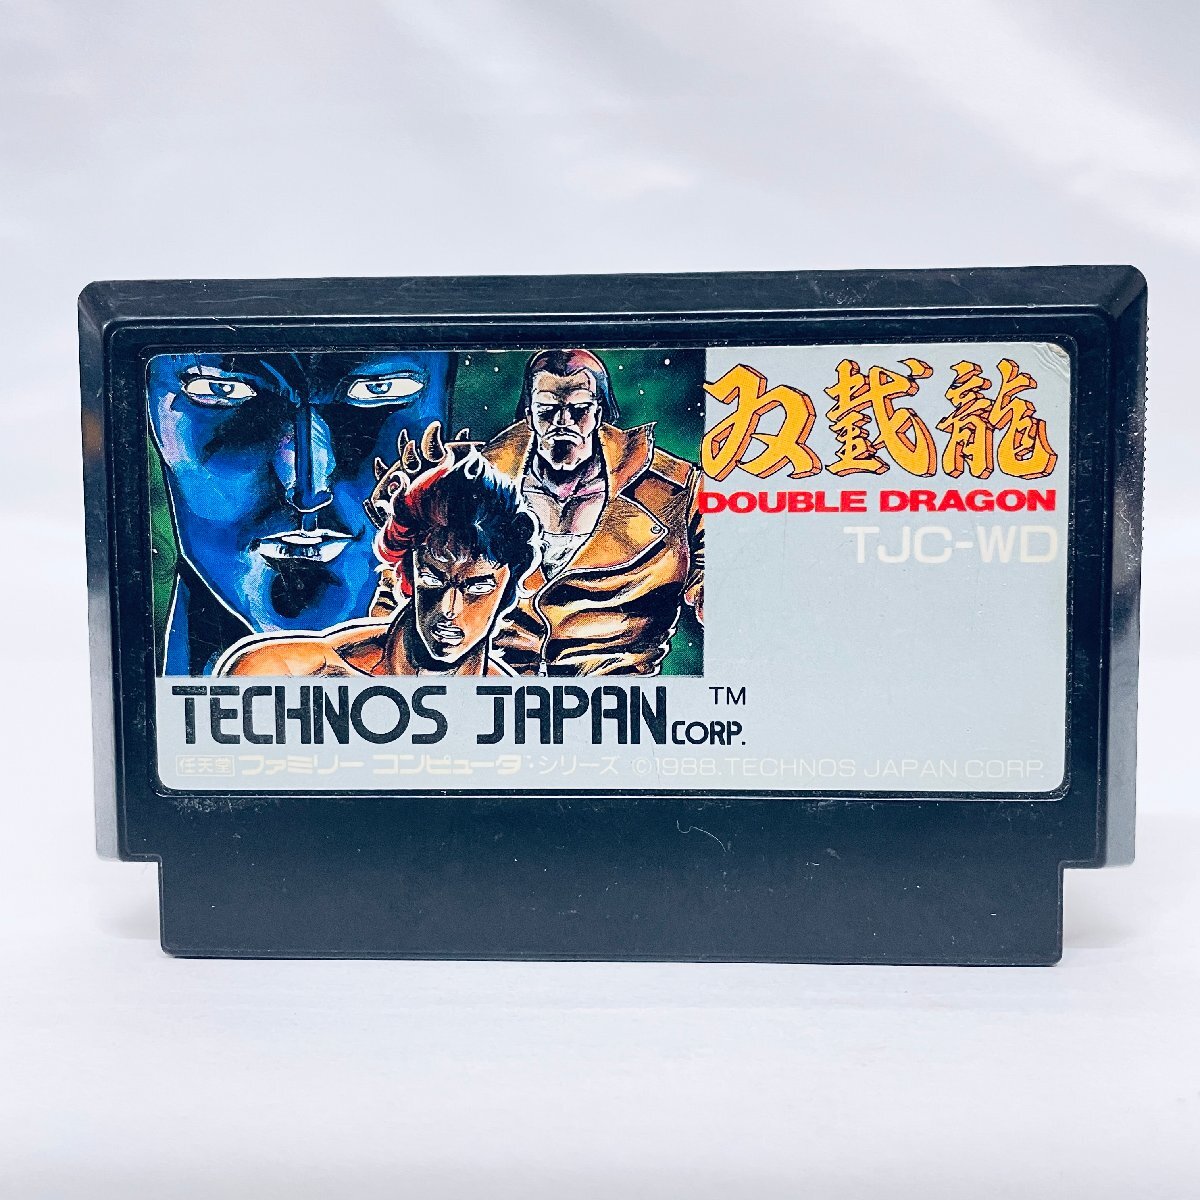 双截龍
DOUBLE DRAGON
TJC-WD
TECHNOS JAPAN CORP. TM
任天堂 ファミリー コンピュータ・シリーズ ©1988.TECHNOS JAPAN CORP.